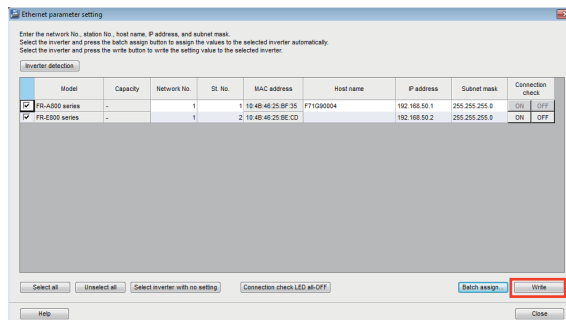 Ethernet parameter setting
Enter the network No., station No., host name, IP address, and subnet mask.
Select the inverter and press the batch assign button to assign the values to the selected inverter automatically.
Select the inverter and press the write button to write the setting value to the selected inverter.
Inverter detection
Model Capacity Network No. St. No. MAC address Host name IP address Subnet mask Connection check
FR-A800 series - 1 1 10:4B:46:25:BF:35 F71G90004 192.168.50.1 255.255.255.0 ON OFF
FR-E800 series - 1 2 10:4B:46:25:BE:CD 192.168.50.2 255.255.255.0 ON OFF
Select all Unselect all Select inverter with no setting Connection check LED all-OFF Batch assign... Write
Help Close